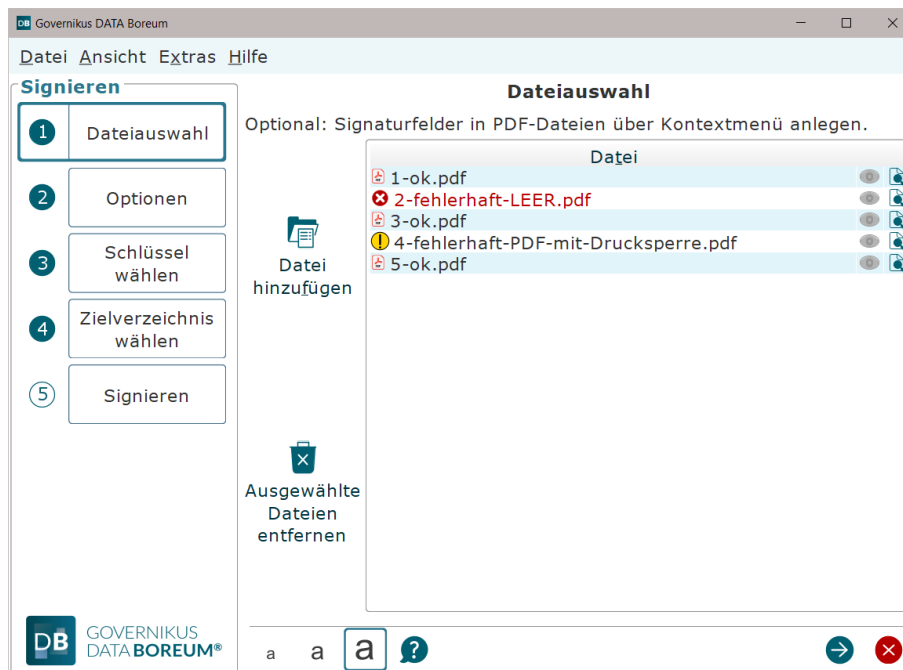 DB Governikus DATA Boreum
Datei Ansicht Extras Hilfe
Signieren
1 Dateiauswahl
2 Optionen
3 Schlüssel
wählen
4 Zielverzeichnis
wählen
5 Signieren
DB GOVERNIKUS
DATA BOREUM®
Dateiauswahl
Optional: Signaturfelder in PDF-Dateien über Kontextmenü anlegen.
Datei
hinzufügen
Ausgewählte
Dateien
entfernen
Datei
1-ok.pdf
2-fehlerhaft-LEER.pdf
3-ok.pdf
4-fehlerhaft-PDF-mit-Drucksperre.pdf
5-ok.pdf
a a a ?